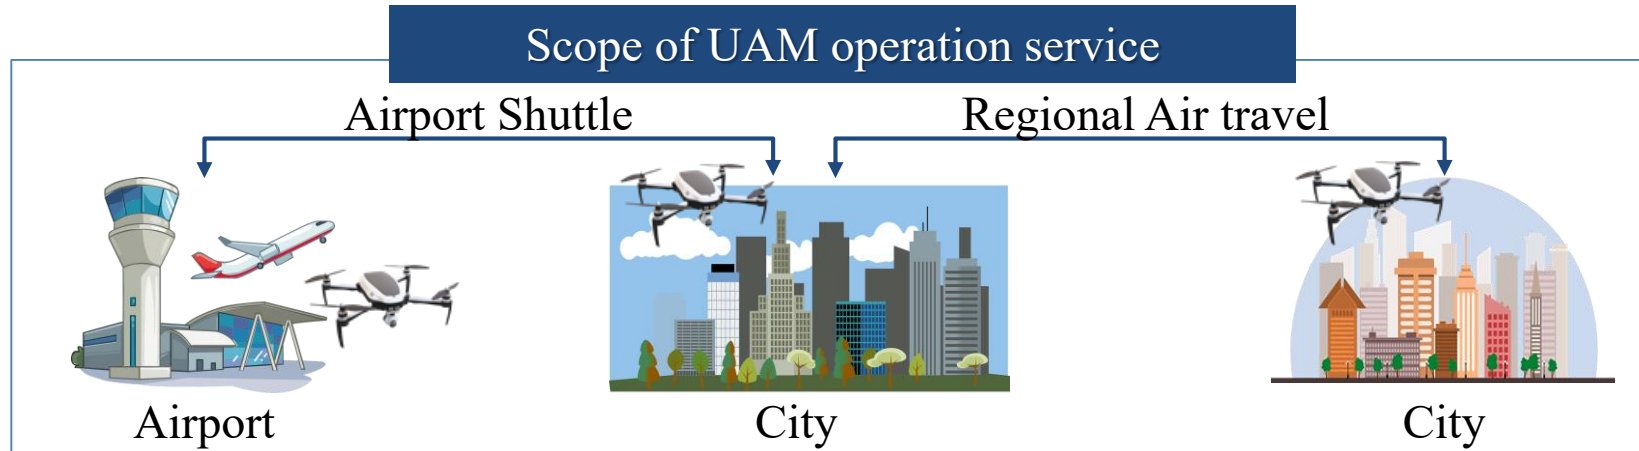 Scope of UAM operation service
Airport Shuttle
Regional Air travel
Airport
City
City